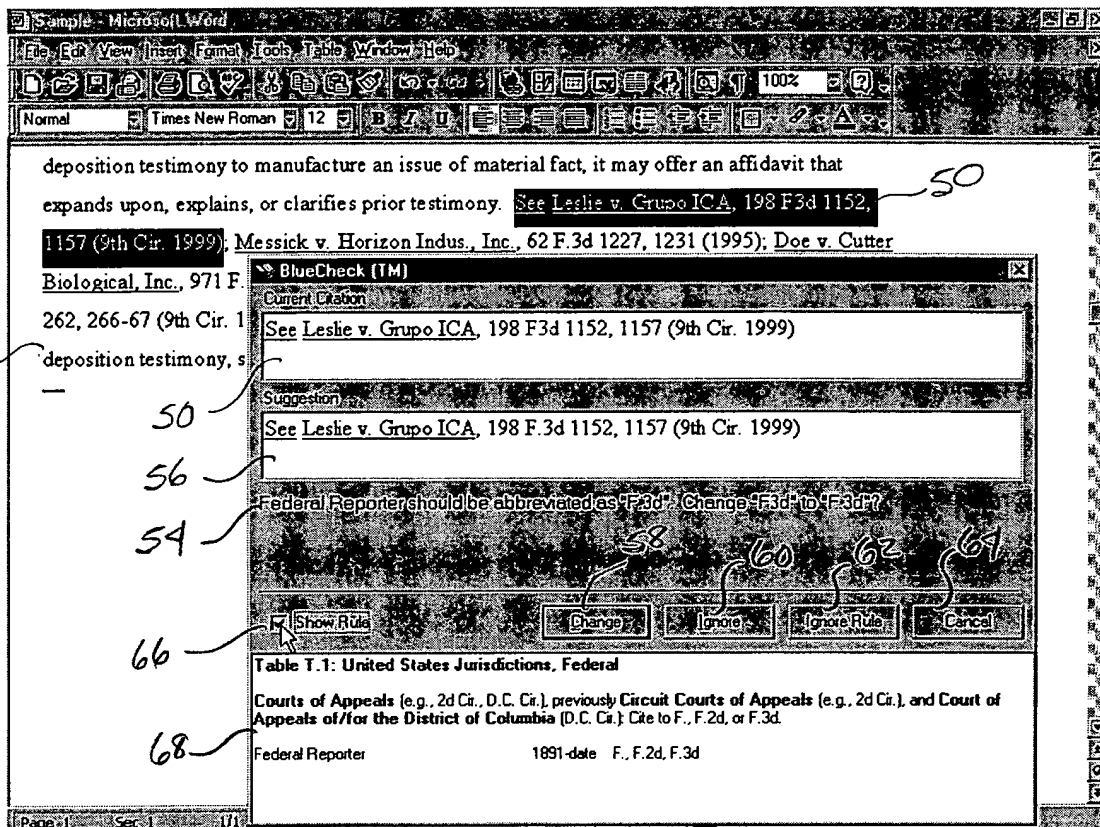 Sample - Microsoft Word
File Edit View Insert Format Tools Table Window Help
100%
Normal Times New Roman 12 B I U
deposition testimony to manufacture an issue of material fact, it may offer an affidavit that
expands upon, explains, or clarifies prior testimony. See Leslie v. Grupo ICA, 198 F3d 1152, 50
1157 (9th Cir. 1999); Messick v. Horizon Indus., Inc., 62 F.3d 1227, 1231 (1995); Doe v. Cutter
Biological, Inc., 971 F.
262, 266-67 (9th Cir. 1
deposition testimony, s
BlueCheck (TM)
Current Citation
See Leslie v. Grupo ICA, 198 F3d 1152, 1157 (9th Cir. 1999)
50
Suggestion
See Leslie v. Grupo ICA, 198 F.3d 1152, 1157 (9th Cir. 1999)
56
Federal Reporter should be abbreviated as "F.3d". Change "F3d" to "F.3d"?
54
58 60 62 64
Show Rule Change Ignore Ignore Rule Cancel
66
Table T.1: United States Jurisdictions, Federal
Courts of Appeals (e.g., 2d Cir., D.C. Cir.), previously Circuit Courts of Appeals (e.g., 2d Cir.), and Court of
Appeals of/for the District of Columbia (D.C. Cir.): Cite to F., F.2d, or F.3d.
68
Federal Reporter 1891-date F., F.2d, F.3d
Page 1 Sec 1 1/1